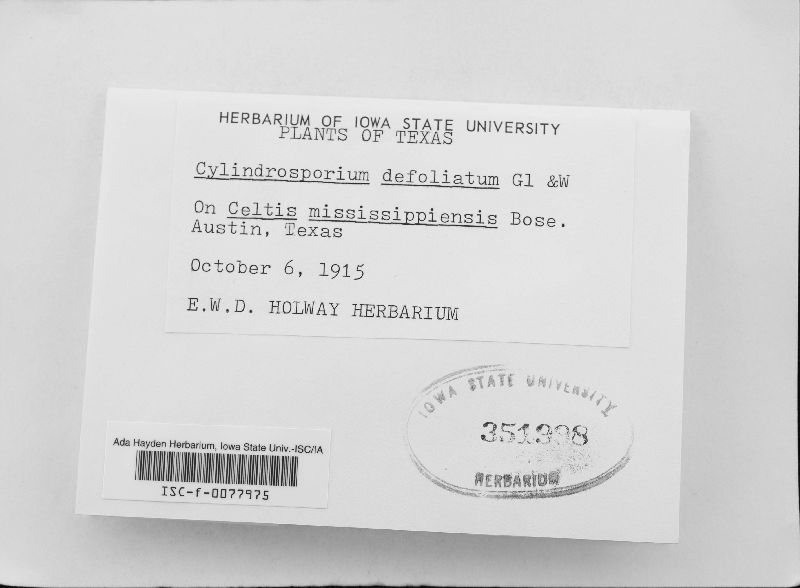 HERBARIUM OF IOWA STATE UNIVERSITY
PLANTS OF TEXAS
Cylindrosporium defoliatum Gl &W
On Celtis mississippiensis Bose.
Austin, Texas
October 6, 1915
E.W.D. HOLWAY HERBARIUM
IOWA STATE UNIVERSITY
351998
HERBARIUM
Ada Hayden Herbarium, Iowa State Univ.-ISC/IA
ISC-f-0077975